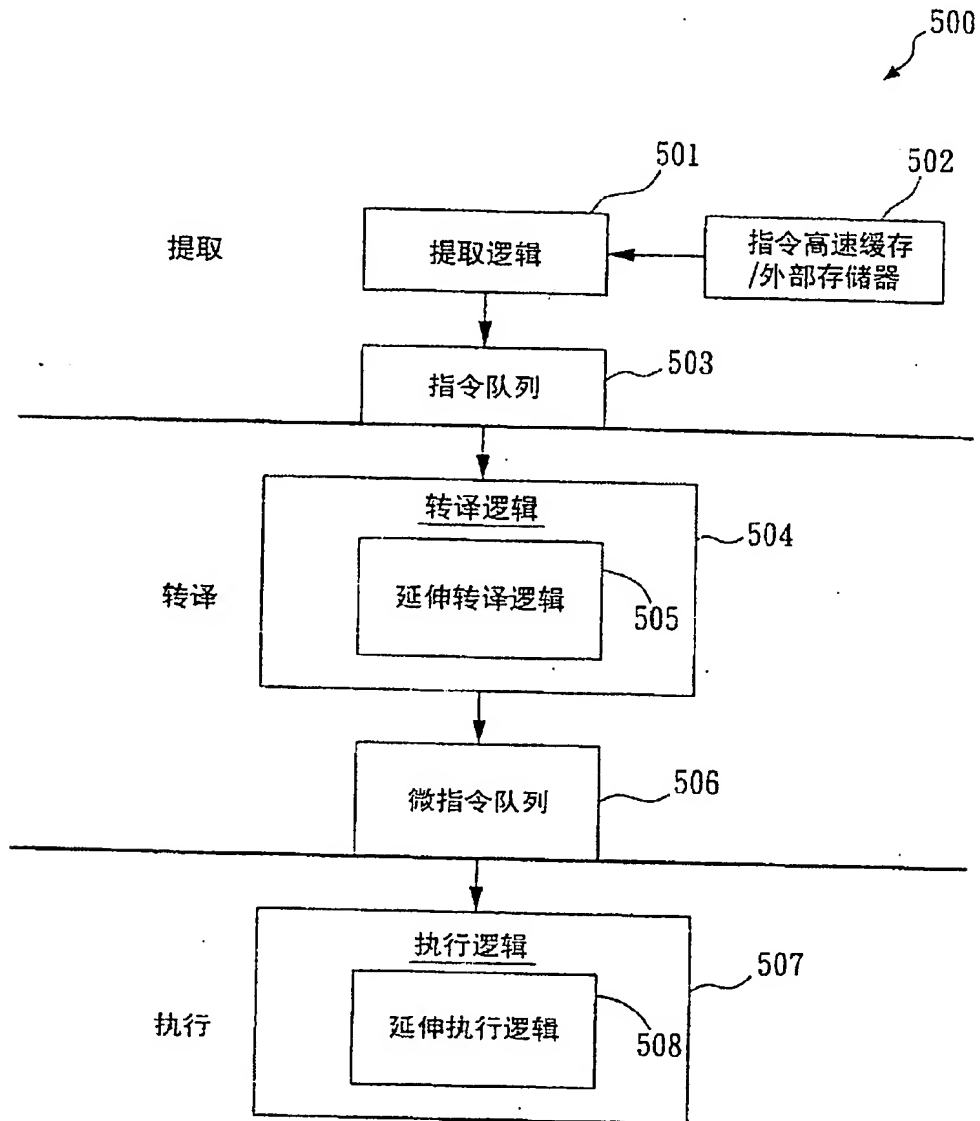 500
501
502
提取
提取逻辑
指令高速缓存
/外部存储器
503
指令队列
转译逻辑
504
转译
延伸转译逻辑
505
微指令队列
506
执行逻辑
507
执行
延伸执行逻辑
508